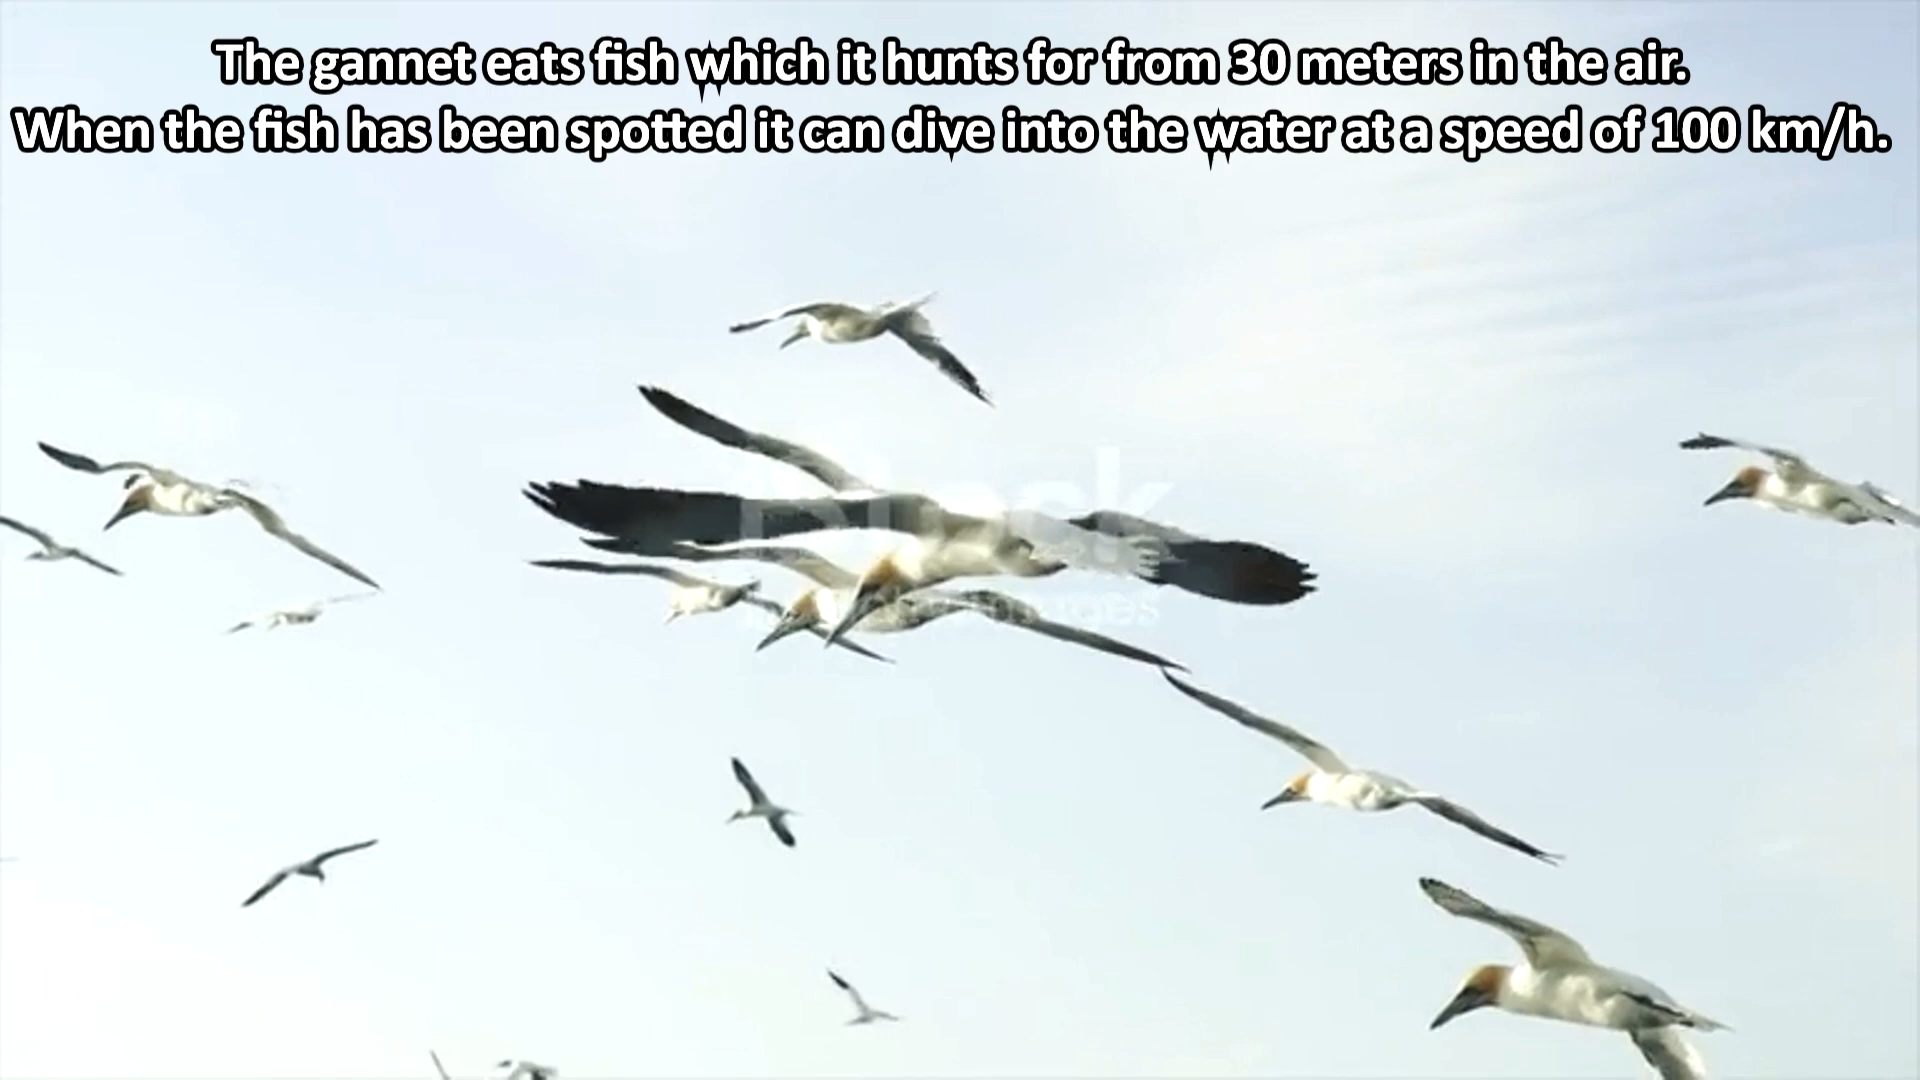 The gannet eats fish which it hunts for from 30 meters in the air.
When the fish has been spotted it can dive into the water at a speed of 100 km/h.